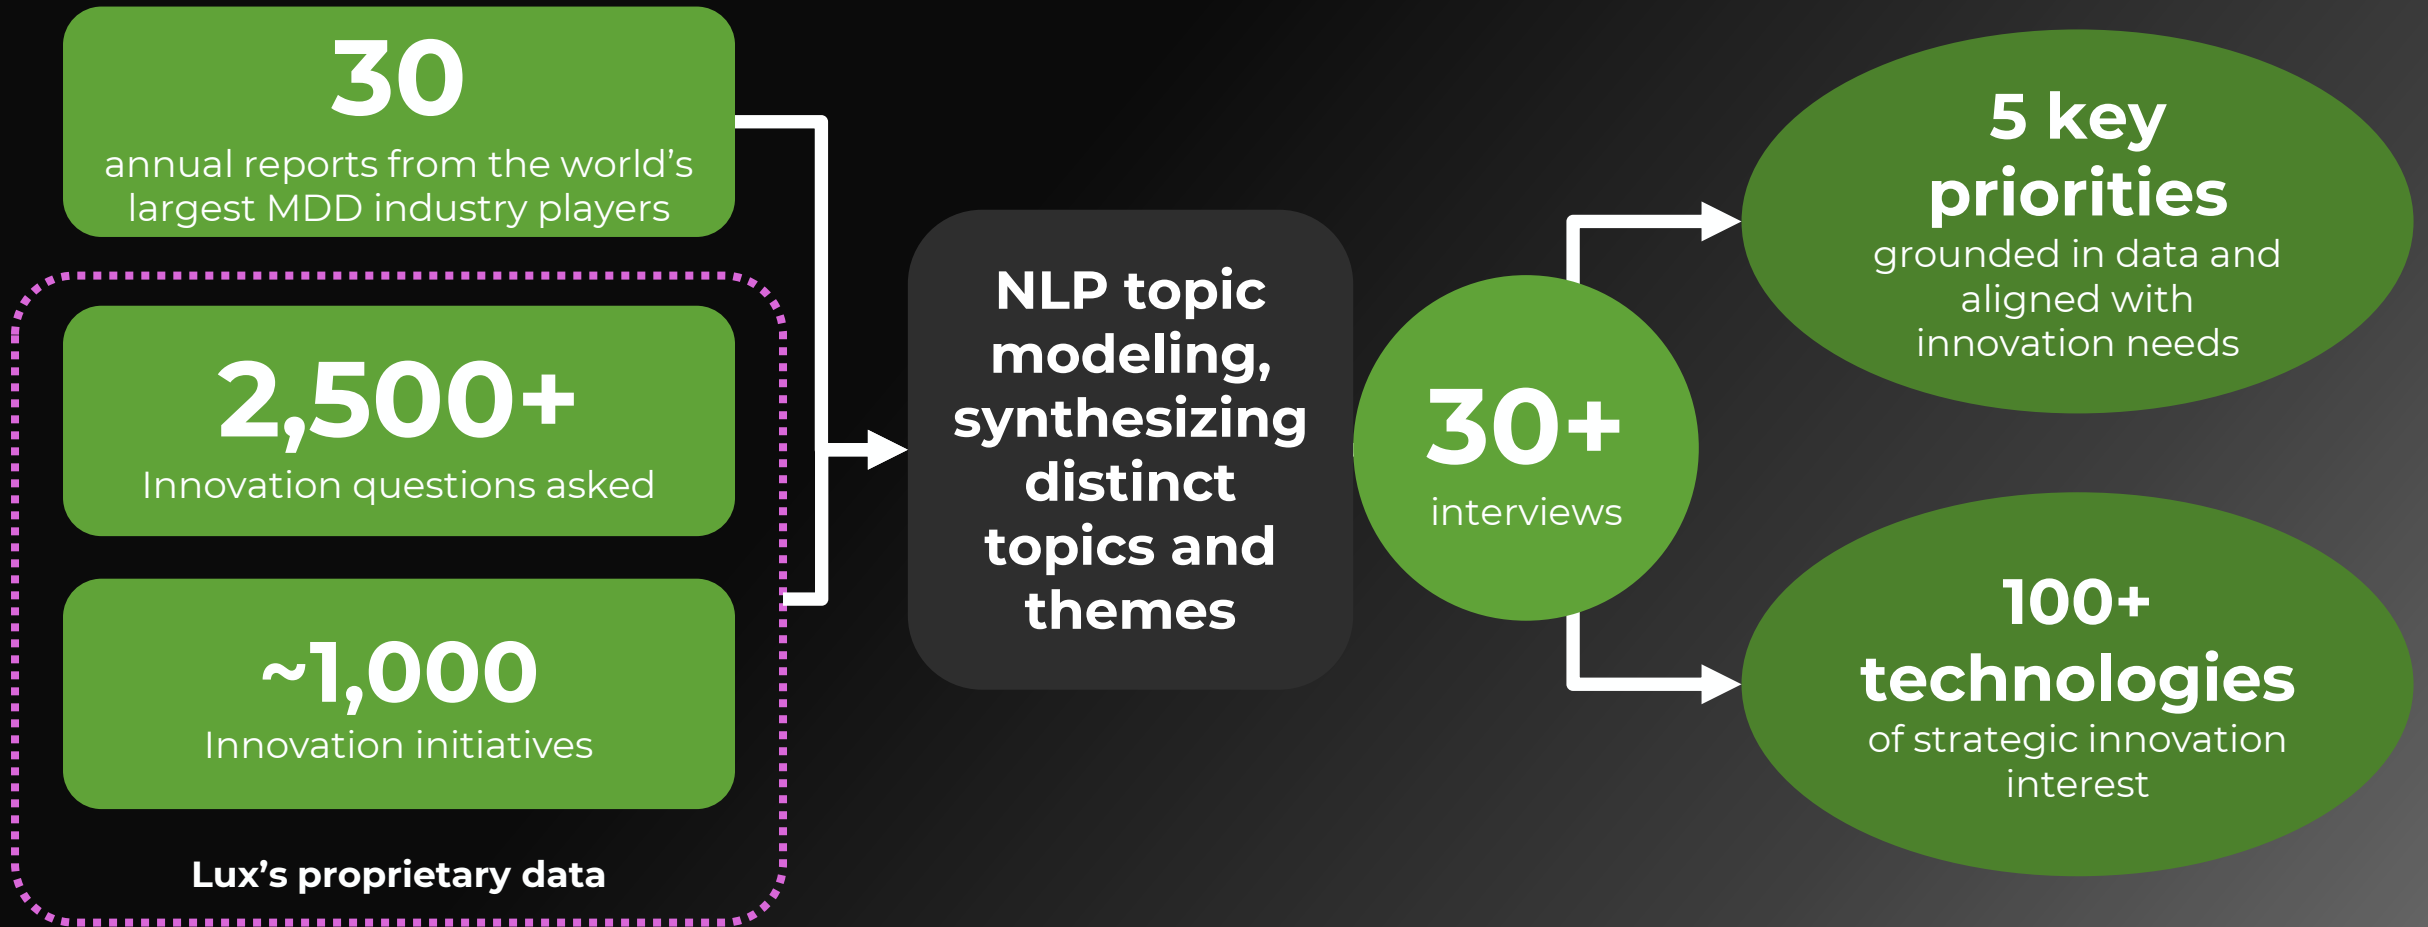 30
annual reports from the world’s
largest MDD industry players
2,500+
Innovation questions asked
~1,000
Innovation initiatives
Lux’s proprietary data
NLP topic
modeling,
synthesizing
distinct
topics and
themes
30+
interviews
5 key
priorities
grounded in data and
aligned with
innovation needs
100+
technologies
of strategic innovation
interest